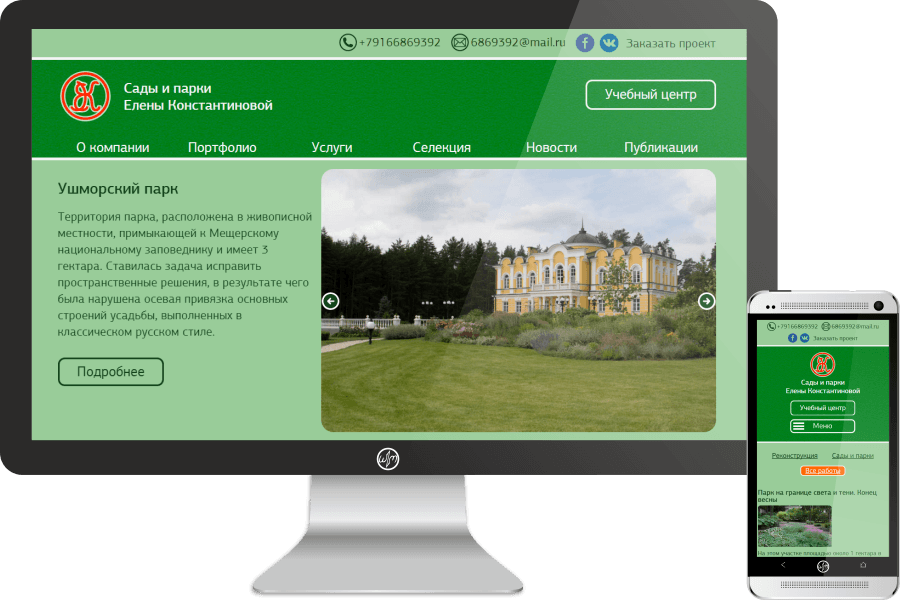 +79166869392 6869392@mail.ru Заказать проект
Сады и парки
Елены Константиновой
Учебный центр
О компании Портфолио Услуги Селекция Новости Публикации
Ушморский парк
Территория парка, расположена в живописной
местности, примыкающей к Мещерскому
национальному заповеднику и имеет 3
гектара. Ставилась задача исправить
пространственные решения, в результате чего
была нарушена осевая привязка основных
строений усадьбы, выполненных в
классическом русском стиле.
Подробнее
+79166869392 6869392@mail.ru
Заказать проект
Сады и парки
Елены Константиновой
Учебный центр
Меню
Реконструкция Сады и парки
Все работы
Парк на границе света и тени. Конец
весны
На этом участке площадью около 1 гектара в